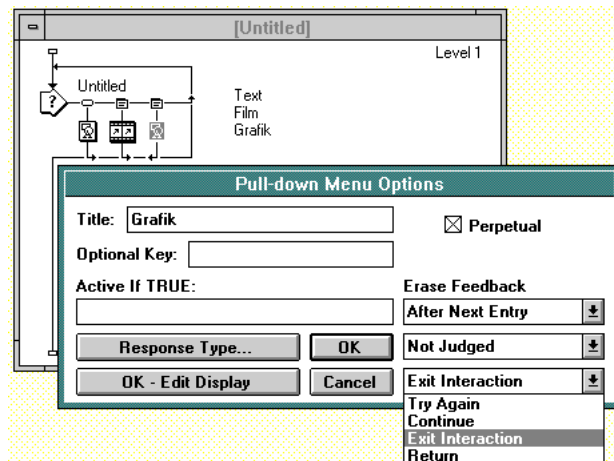 [Untitled]
Level 1
Untitled
?
Text
Film
Grafik
Pull-down Menu Options
Title: Grafik
Perpetual
Optional Key:
Active If TRUE:
Erase Feedback
After Next Entry
Response Type... OK Not Judged
OK - Edit Display Cancel Exit Interaction
Try Again
Continue
Exit Interaction
Return